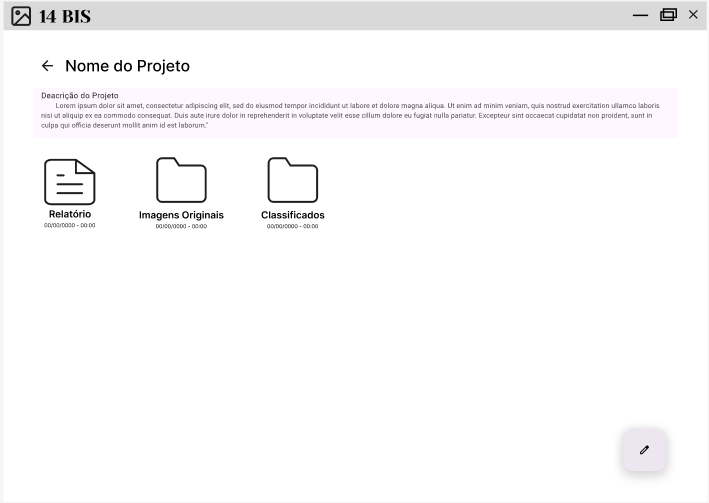 14 BIS
Nome do Projeto
Deacrição do Projeto
Lorem ipsum dolor sit amet, consectetur adipiscing elit, sed do eiusmod tempor incididunt ut labore et dolore magna aliqua. Ut enim ad minim veniam, quis nostrud exercitation ullamco laboris
nisi ut aliquip ex ea commodo consequat. Duis aute irure dolor in reprehenderit in voluptate velit esse cillum dolore eu fugiat nulla pariatur. Excepteur sint occaecat cupidatat non proident, sunt in
culpa qui officia deserunt mollit anim id est laborum."
Relatório Imagens Originais Classificados
00/00/0000 - 00:00 00/00/0000 - 00:00 00/00/0000 - 00:00